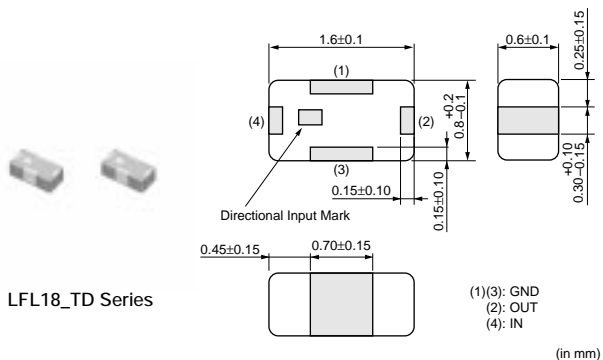 1.6±0.1
0.6±0.1
0.25±0.15
(1)
(4)
(2)
+0.2
0.8–0.1
(3)
+0.10
0.30–0.15
0.15±0.10
0.15±0.10
Directional Input Mark
0.45±0.15
0.70±0.15
LFL18_TD Series
(1)(3): GND
(2): OUT
(4): IN
(in mm)